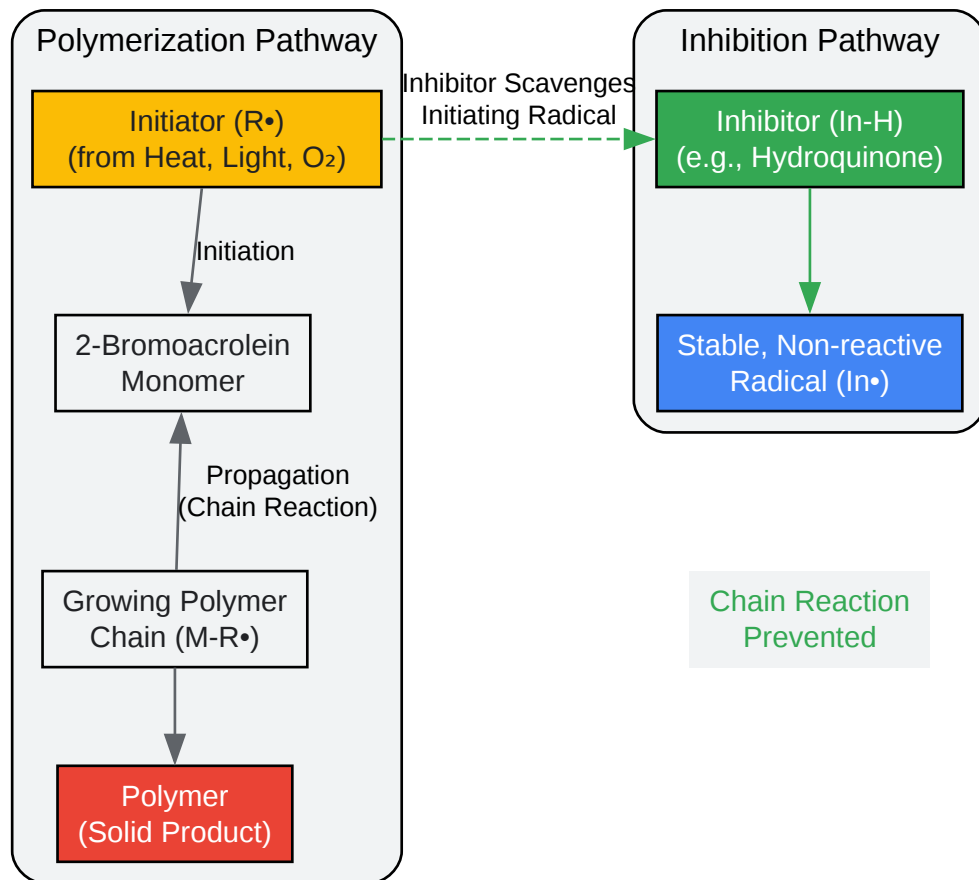 Polymerization Pathway
Initiator (R•)
(from Heat, Light, O₂)
Initiation
2-Bromoacrolein
Monomer
Propagation
(Chain Reaction)
Growing Polymer
Chain (M-R•)
Polymer
(Solid Product)
Inhibitor Scavenges
Initiating Radical
Inhibition Pathway
Inhibitor (In-H)
(e.g., Hydroquinone)
Stable, Non-reactive
Radical (In•)
Chain Reaction
Prevented